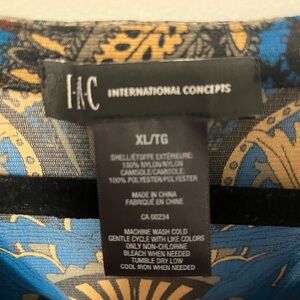 I·N·C INTERNATIONAL CONCEPTS
XL/TG
SHELL/ÉTOFFE EXTÉRIEURE:
100% NYLON/NYLON
CAMISOLE/CAMISOLE:
100% POLYESTER/POLYESTER
MADE IN CHINA
FABRIQUÉ EN CHINE
CA 00234
MACHINE WASH COLD
GENTLE CYCLE WITH LIKE COLORS
ONLY NON-CHLORINE
BLEACH WHEN NEEDED
TUMBLE DRY LOW
COOL IRON WHEN NEEDED